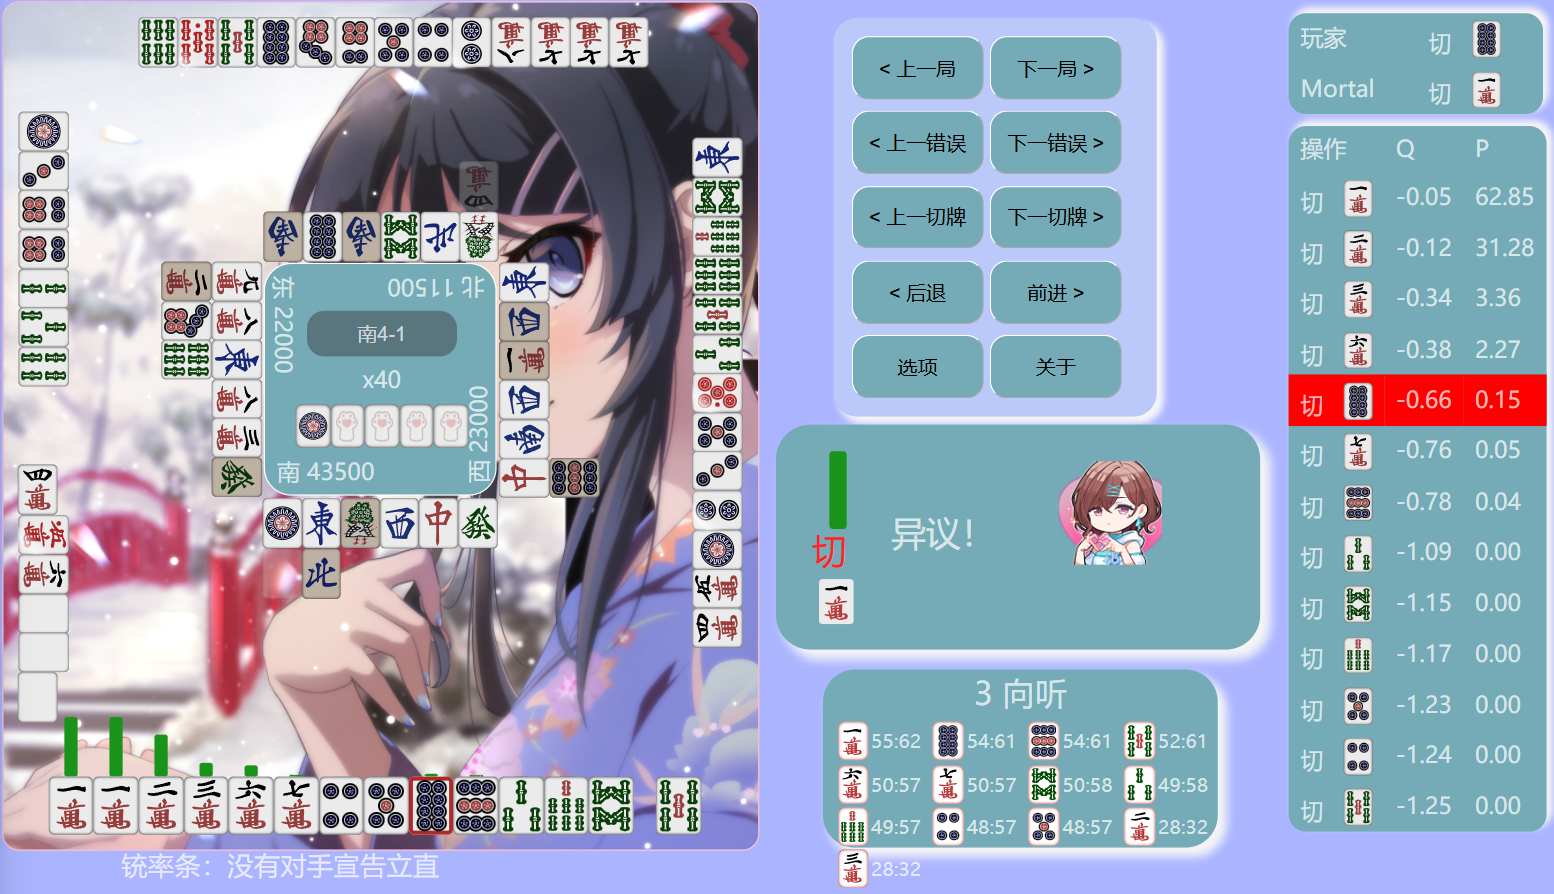 < 上一局
下一局 >
< 上一错误
下一错误 >
< 上一切牌
下一切牌 >
< 后退
前进 >
选项
关于
玩家 切
Mortal 切
操作 Q P
切 -0.05 62.85
切 -0.12 31.28
切 -0.34 3.36
切 -0.38 2.27
切 -0.66 0.15
切 -0.76 0.05
切 -0.78 0.04
切 -1.09 0.00
切 -1.15 0.00
切 -1.17 0.00
切 -1.23 0.00
切 -1.24 0.00
切 -1.25 0.00
北 11500
东 22000
南4-1
x40
西 23000
南 43500
切
异议！
3 向听
55:62 54:61 54:61 52:61
50:57 50:57 50:58 49:58
49:57 48:57 48:57 28:32
28:32
铳率条：没有对手宣告立直